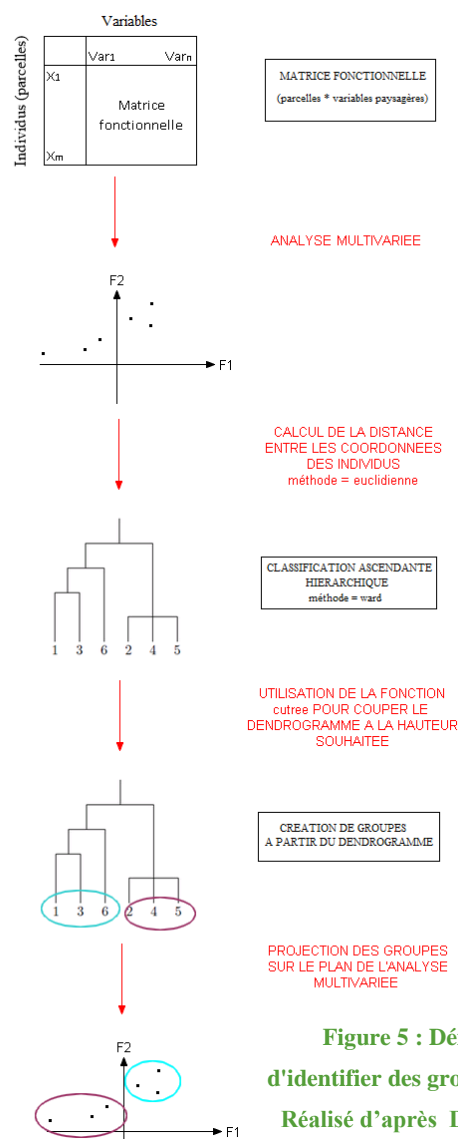 Variables
Individus (parcelles)
Var1 Varn
X1
Matrice
fonctionnelle
Xm
MATRICE FONCTIONNELLE
(parcelles * variables paysagères)
ANALYSE MULTIVARIEE
F2
F1
CALCUL DE LA DISTANCE
ENTRE LES COORDONNEES
DES INDIVIDUS
méthode = euclidienne
CLASSIFICATION ASCENDANTE
HIERARCHIQUE
méthode = ward
1 3 6 2 4 5
UTILISATION DE LA FONCTION
cutree POUR COUPER LE
DENDROGRAMME A LA HAUTEUR
SOUHAITEE
CREATION DE GROUPES
A PARTIR DU DENDROGRAMME
1 3 6 2 4 5
PROJECTION DES GROUPES
SUR LE PLAN DE L'ANALYSE
MULTIVARIEE
F2
F1
Figure 5 :
d'identifier des
Réalisé d'après